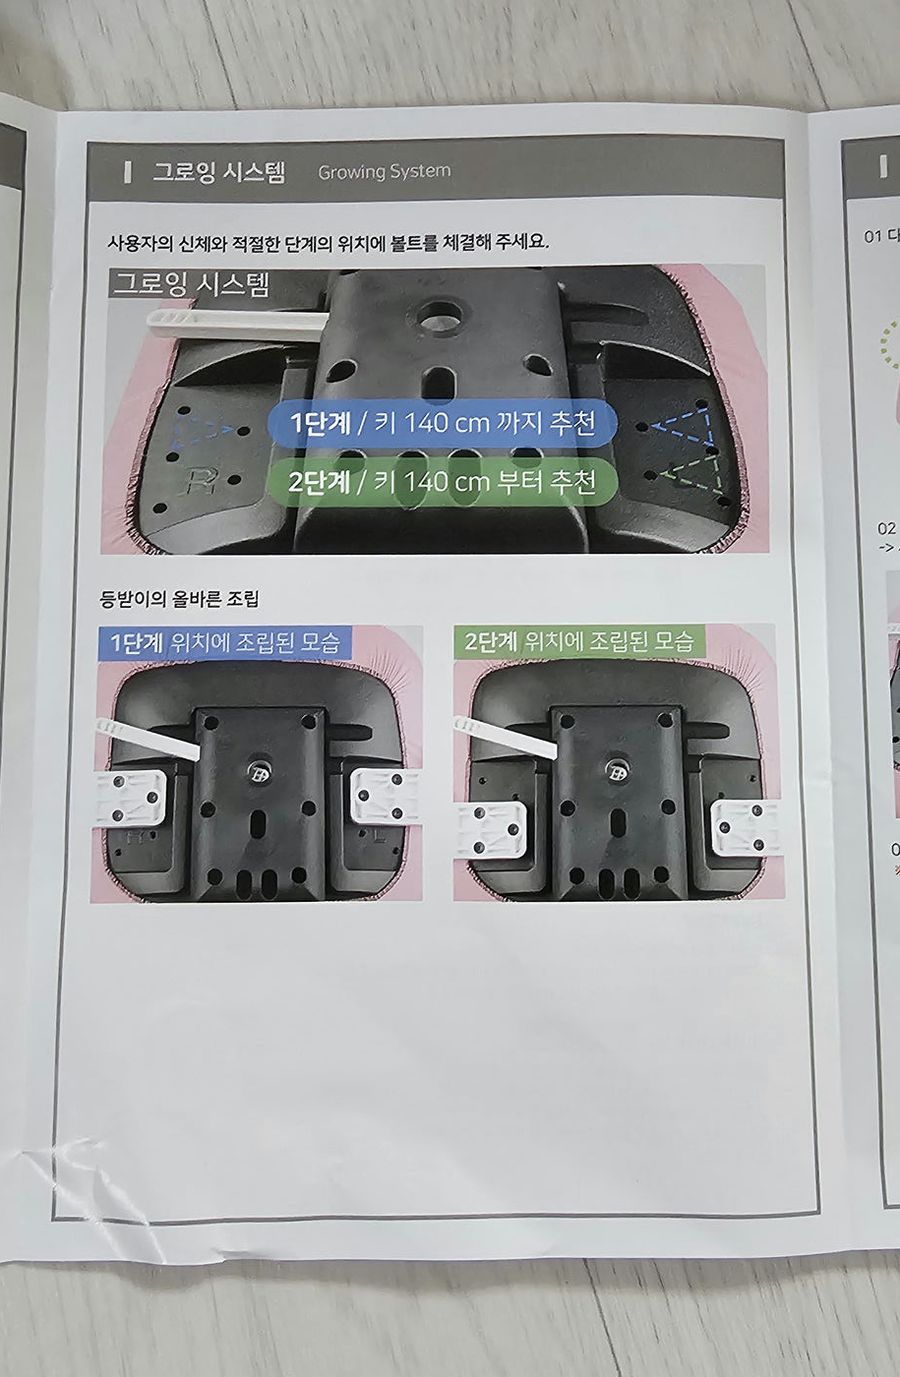 그로잉 시스템 Growing System
사용자의 신체와 적절한 단계의 위치에 볼트를 체결해 주세요.
그로잉 시스템
1단계 / 키 140 cm 까지 추천
2단계 / 키 140 cm 부터 추천
R
등받이의 올바른 조립
1단계 위치에 조립된 모습
2단계 위치에 조립된 모습
R
L
01 다
02
->
0